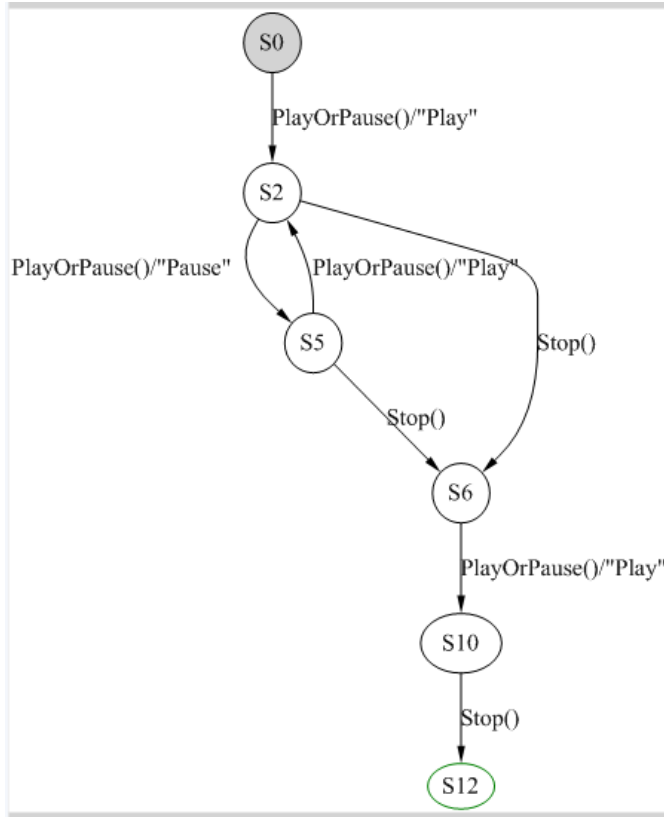 S0
PlayOrPause()/"Play"
S2
PlayOrPause()/"Pause"
PlayOrPause()/"Play"
S5
Stop()
Stop()
S6
PlayOrPause()/"Play"
S10
Stop()
S12